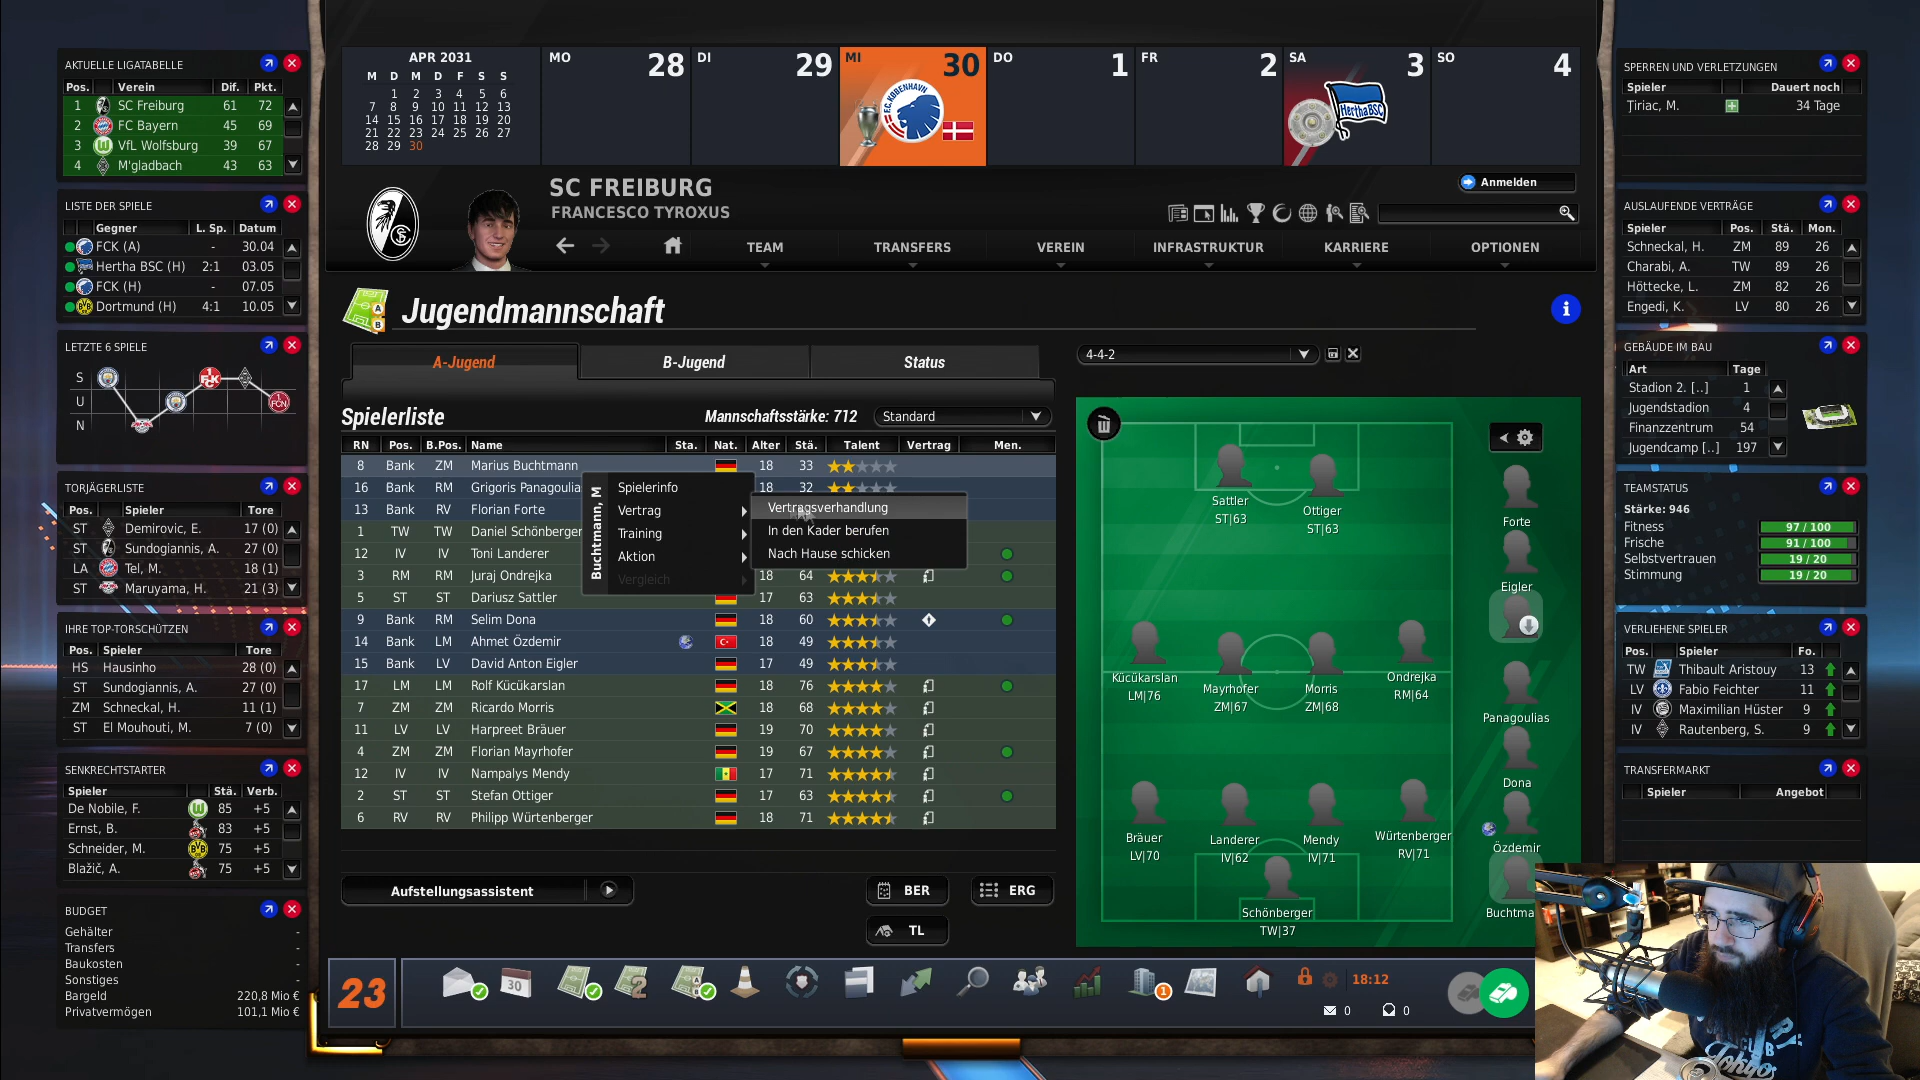 AKTUELLE LIGATABELLE
Pos. Verein Dif. Pkt.
1 SC Freiburg 61 72
2 FC Bayern 45 69
3 VfL Wolfsburg 39 67
4 M'gladbach 43 63
LISTE DER SPIELE
Gegner L. Sp. Datum
FCK (A) - 30.04
Hertha BSC (H) 2:1 03.05
FCK (H) - 07.05
Dortmund (H) 4:1 10.05
LETZTE 6 SPIELE
S
U
N
TORJÄGERLISTE
Pos. Spieler Tore
ST Demirovic, E. 17 (0)
ST Sundogiannis, A. 27 (0)
LA Tel, M. 18 (1)
ST Maruyama, H. 21 (3)
IHRE TOP-TORSCHÜTZEN
Pos. Spieler Tore
HS Hausinho 28 (0)
ST Sundogiannis, A. 27 (0)
ZM Schneckal, H. 11 (1)
ST El Mouhouti, M. 7 (0)
SENKRECHTSTARTER
Spieler Stä. Verb.
De Nobile, F. 85 +5
Ernst, B. 83 +5
Schneider, M. 75 +5
Blažič, A. 75 +5
BUDGET
Gehälter -
Transfers -
Baukosten -
Sonstiges -
Bargeld 220,8 Mio €
Privatvermögen 101,1 Mio €
APR 2031
M D M D F S S
1 2 3 4 5 6
7 8 9 10 11 12 13
14 15 16 17 18 19 20
21 22 23 24 25 26 27
28 29 30
MO 28
DI 29
MI 30
DO 1
FR 2
SA 3
SO 4
F.C. KØBENHAVN
Hertha BSC
SC FREIBURG
FRANCESCO TYROXUS
Anmelden
TEAM TRANSFERS VEREIN INFRASTRUKTUR KARRIERE OPTIONEN
Jugendmannschaft
A-Jugend B-Jugend Status
4-4-2
Spielerliste Mannschaftsstärke: 712 Standard
RN Pos. B.Pos. Name Sta. Nat. Alter Stä. Talent Vertrag Men.
8 Bank ZM Marius Buchtmann 18 33
16 Bank RM Grigoris Panagoulia 18 32
13 Bank RV Florian Forte
1 TW TW Daniel Schönberger
12 IV IV Toni Landerer
3 RM RM Juraj Ondrejka 18 64
5 ST ST Dariusz Sattler 17 63
9 Bank RM Selim Dona 18 60
14 Bank LM Ahmet Özdemir 18 49
15 Bank LV David Anton Eigler 17 49
17 LM LM Rolf Kücükarslan 18 76
7 ZM ZM Ricardo Morris 18 68
11 LV LV Harpreet Bräuer 19 70
4 ZM ZM Florian Mayrhofer 19 67
12 IV IV Nampalys Mendy 17 71
2 ST ST Stefan Ottiger 17 63
6 RV RV Philipp Würtenberger 18 71
Buchtmann, M
Spielerinfo
Vertrag
Training
Aktion
Vergleich
Vertragsverhandlung
In den Kader berufen
Nach Hause schicken
Aufstellungsassistent
BER
ERG
TL
Sattler
ST|63
Ottiger
ST|63
Kücükarslan
LM|76
Mayrhofer
ZM|67
Morris
ZM|68
Ondrejka
RM|64
Bräuer
LV|70
Landerer
IV|62
Mendy
IV|71
Würtenberger
RV|71
Schönberger
TW|37
Forte
Eigler
Panagoulias
Dona
Özdemir
Buchtma
23
30
2
1
18:12
0 0
SPERREN UND VERLETZUNGEN
Spieler Dauert noch
Țiriac, M. 34 Tage
AUSLAUFENDE VERTRÄGE
Spieler Pos. Stä. Mon.
Schneckal, H. ZM 89 26
Charabi, A. TW 89 26
Höttecke, L. ZM 82 26
Engedi, K. LV 80 26
GEBÄUDE IM BAU
Art Tage
Stadion 2. [..] 1
Jugendstadion 4
Finanzzentrum 54
Jugendcamp [..] 197
TEAMSTATUS
Stärke: 946
Fitness 97 / 100
Frische 91 / 100
Selbstvertrauen 19 / 20
Stimmung 19 / 20
VERLIEHENE SPIELER
Pos. Spieler Fo.
TW Thibault Aristouy 13
LV Fabio Feichter 11
IV Maximilian Hüster 9
IV Rautenberg, S. 9
TRANSFERMARKT
Spieler Angebot